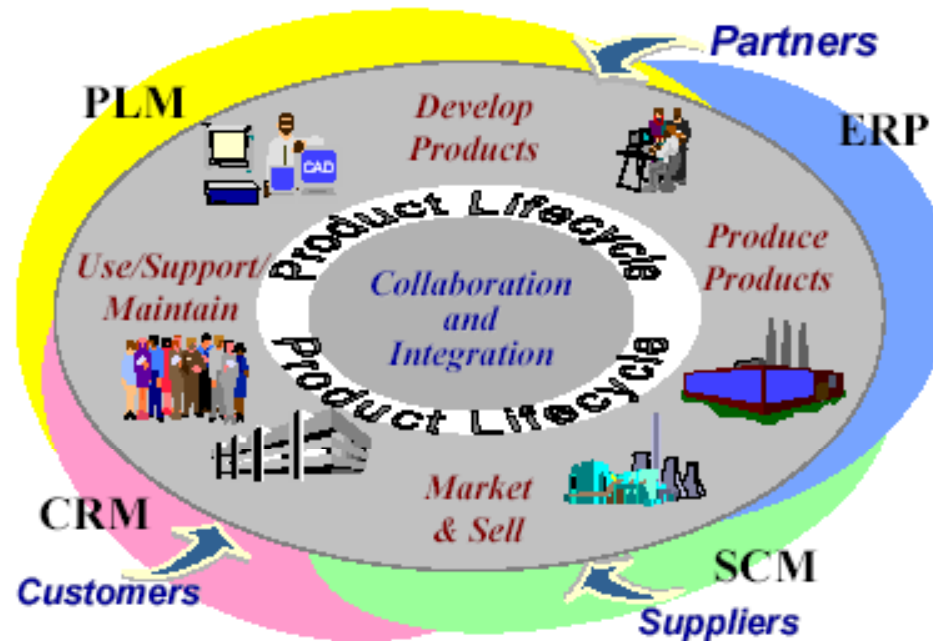 Partners
PLM
ERP
Develop
Products
CAD
Product Lifecycle
Use/Support/
Maintain
Collaboration
and
Integration
Produce
Products
Product Lifecycle
Market
& Sell
CRM
SCM
Customers
Suppliers